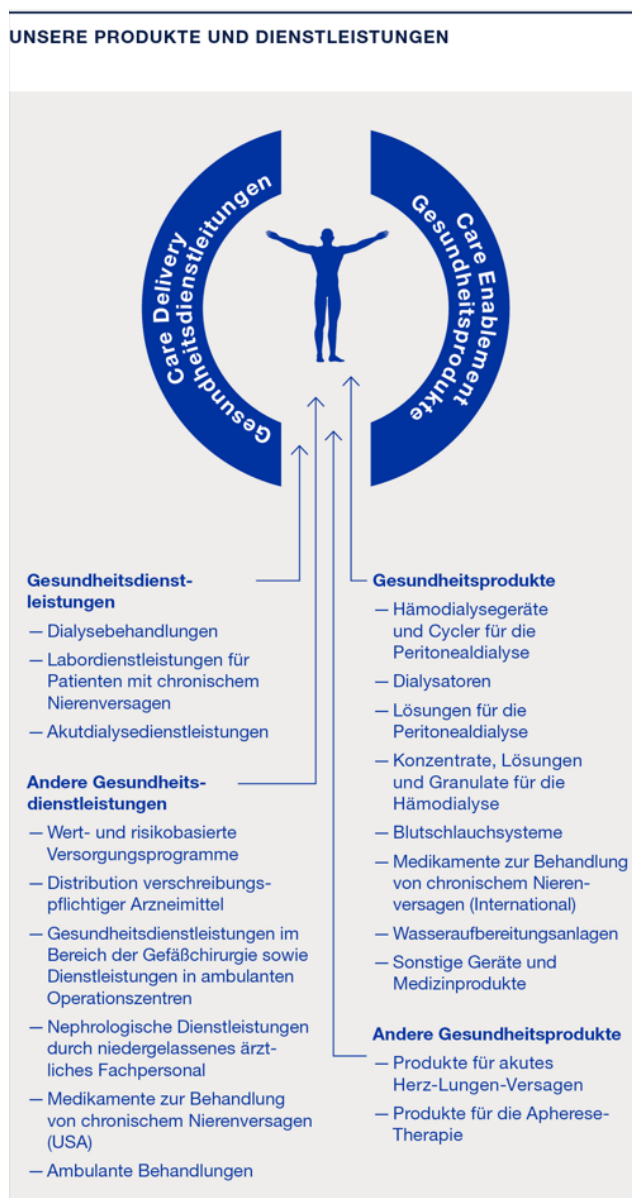 UNSERE PRODUKTE UND DIENSTLEISTUNGEN
Care Delivery
Gesundheitsdienstleitungen
Care Enablement
Gesundheitsprodukte
Gesundheitsdienst-
leistungen
— Dialysebehandlungen
— Labordienstleistungen für
Patienten mit chronischem
Nierenversagen
— Akutdialysedienstleistungen
Andere Gesundheits-
dienstleistungen
— Wert- und risikobasierte
Versorgungsprogramme
— Distribution verschreibungs-
pflichtiger Arzneimittel
— Gesundheitsdienstleistungen im
Bereich der Gefäßchirurgie sowie
Dienstleistungen in ambulanten
Operationszentren
— Nephrologische Dienstleistungen
durch niedergelassenes ärzt-
liches Fachpersonal
— Medikamente zur Behandlung
von chronischem Nierenversagen
(USA)
— Ambulante Behandlungen
Gesundheitsprodukte
— Hämodialysegeräte
und Cycler für die
Peritonealdialyse
— Dialysatoren
— Lösungen für die
Peritonealdialyse
— Konzentrate, Lösungen
und Granulate für die
Hämodialyse
— Blutschlauchsysteme
— Medikamente zur Behandlung
von chronischem Nieren-
versagen (International)
— Wasseraufbereitungsanlagen
— Sonstige Geräte und
Medizinprodukte
Andere Gesundheitsprodukte
— Produkte für akutes
Herz-Lungen-Versagen
— Produkte für die Apherese-
Therapie